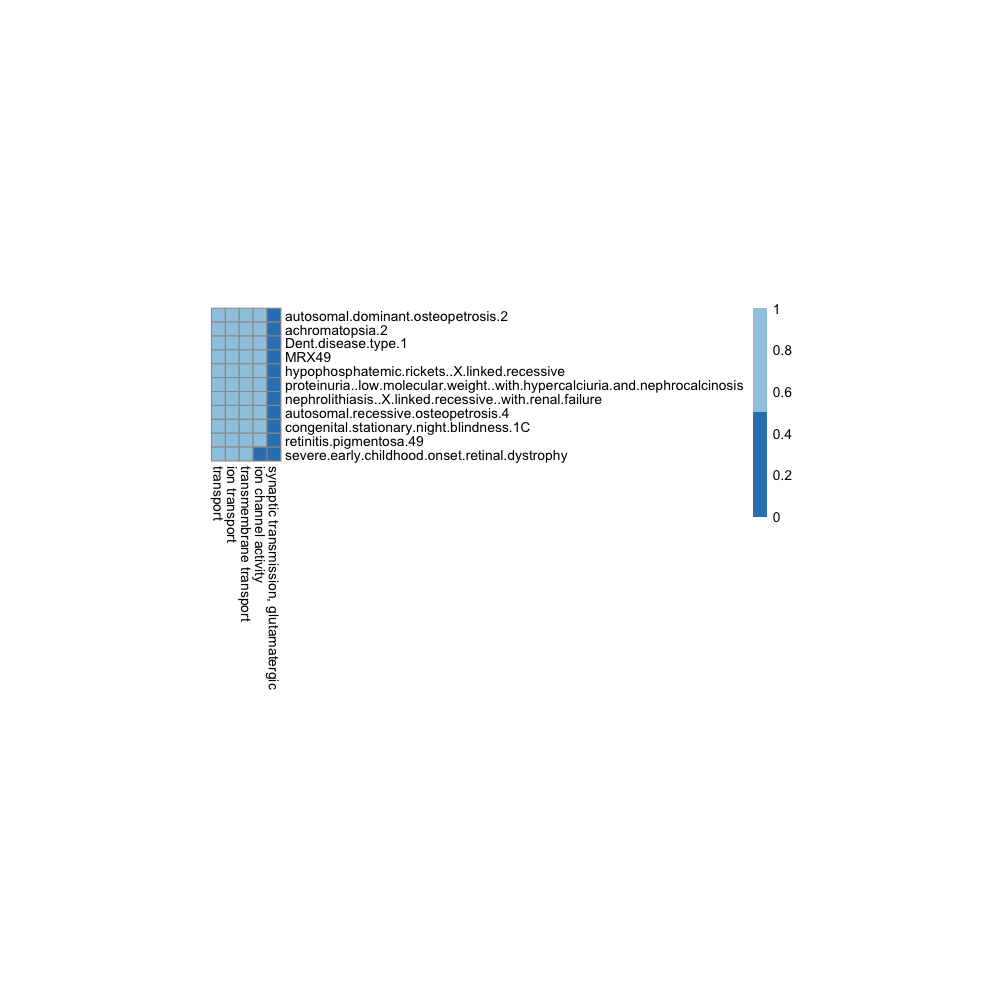 autosomal.dominant.osteopetrosis.2
achromatopsia.2
Dent.disease.type.1
MRX49
hypophosphatemic.rickets..X.linked.recessive
proteinuria..low.molecular.weight..with.hypercalciuria.and.nephrocalcinosis
nephrolithiasis..X.linked.recessive..with.renal.failure
autosomal.recessive.osteopetrosis.4
congenital.stationary.night.blindness.1C
retinitis.pigmentosa.49
severe.early.childhood.onset.retinal.dystrophy
transport
ion transport
transmembrane transport
ion channel activity
synaptic transmission, glutamatergic
1
0.8
0.6
0.4
0.2
0